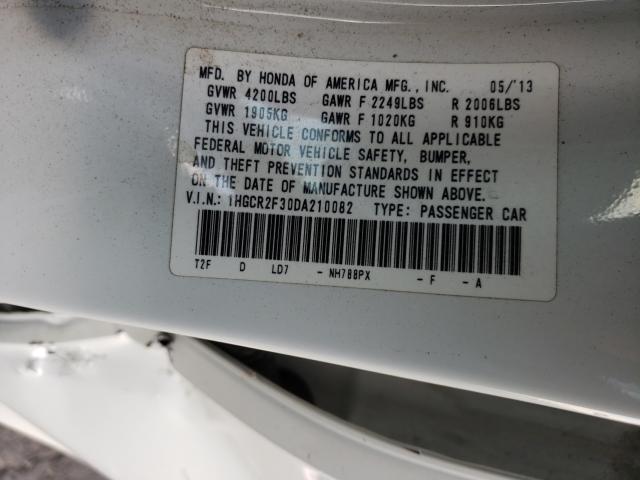 MFD. BY HONDA OF AMERICA MFG., INC. 05/'13
GVWR 4200LBS GAWR F 2249LBS R 2006LBS
GVWR 1905KG GAWR F 1020KG R 910KG
THIS VEHICLE CONFORMS TO ALL APPLICABLE
FEDERAL MOTOR VEHICLE SAFETY, BUMPER,
AND THEFT PREVENTION STANDARDS IN EFFECT
ON THE DATE OF MANUFACTURE SHOWN ABOVE.
V.I.N.: 1HGCR2F30DA210082 TYPE: PASSENGER CAR
T2F D LD7 - NH788PX - F - A